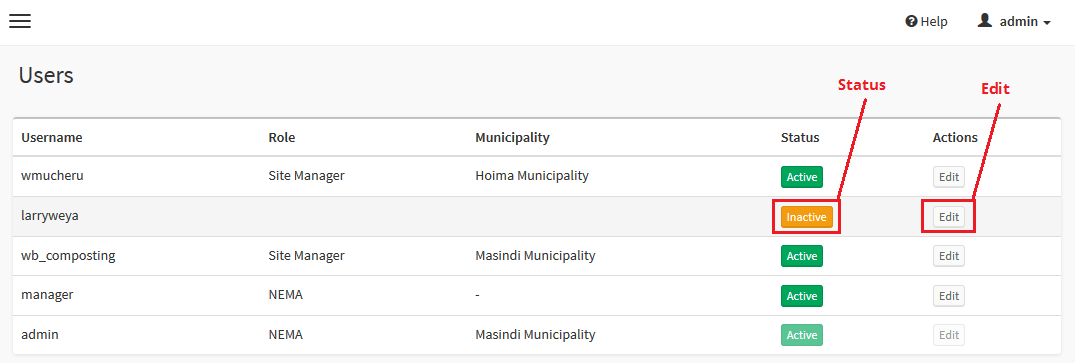 Help admin
Users
Status Edit
Username Role Municipality Status Actions
wmucheru Site Manager Hoima Municipality Active Edit
larryweya Inactive Edit
wb_composting Site Manager Masindi Municipality Active Edit
manager NEMA - Active Edit
admin NEMA Masindi Municipality Active Edit